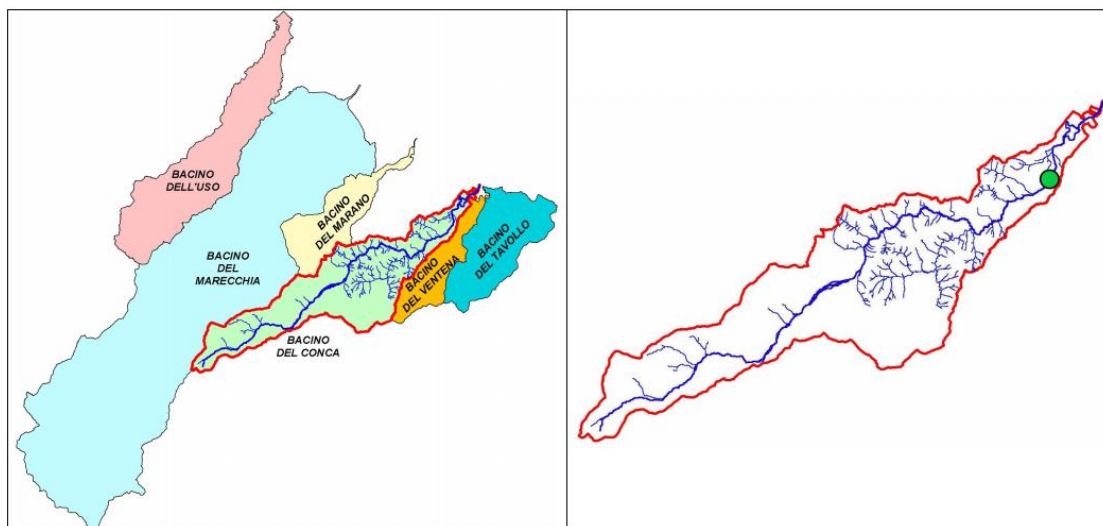 BACINO
DELL'USO
BACINO
DEL MARANO
BACINO
DEL
MARECCHIA
BACINO
DEL VENTENA
BACINO
DEL TAVOLLO
BACINO
DEL CONCA